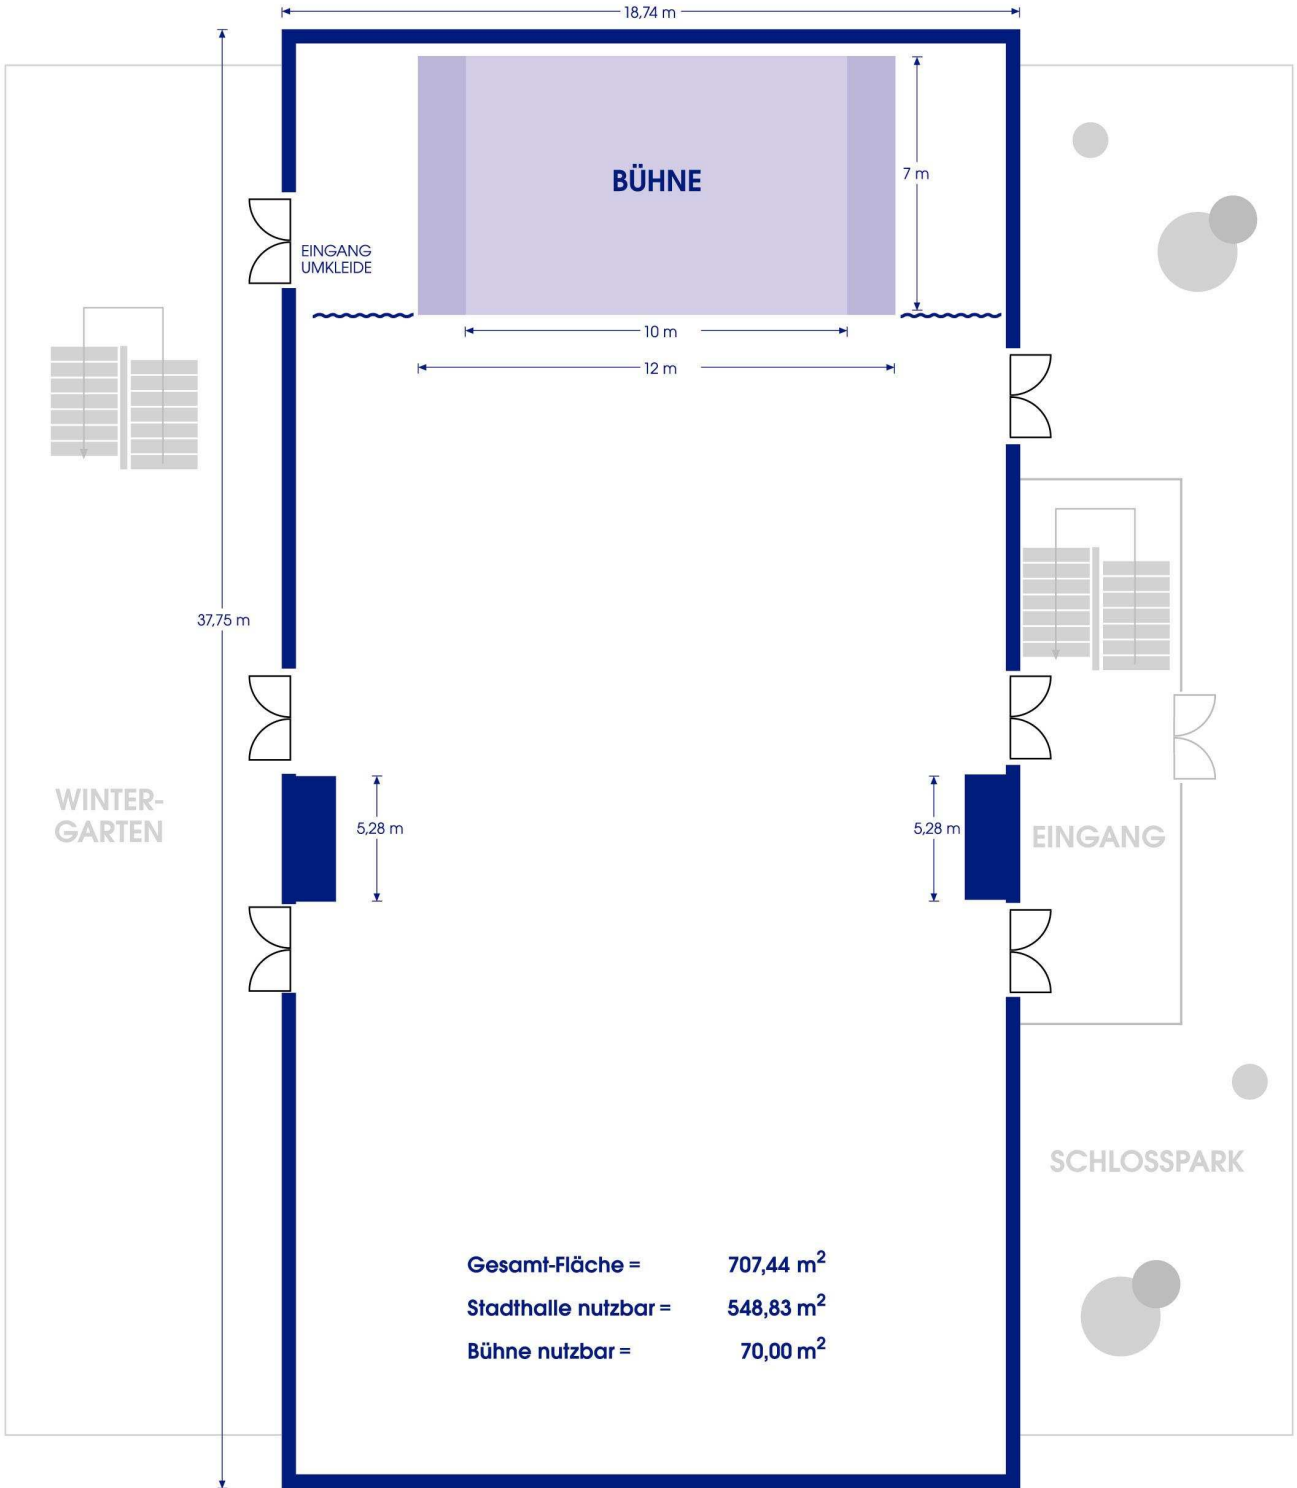 18,74 m
BÜHNE
7 m
EINGANG
UMKLEIDE
10 m
12 m
37,75 m
WINTER-
GARTEN
5,28 m
5,28 m
EINGANG
SCHLOSSPARK
Gesamt-Fläche = 707,44 m²
Stadthalle nutzbar = 548,83 m²
Bühne nutzbar = 70,00 m²